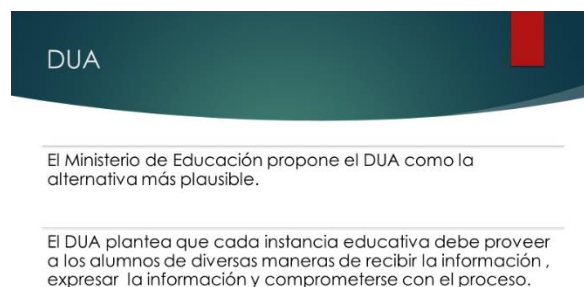 DUA
El Ministerio de Educación propone el DUA como la
alternativa más plausible.
El DUA plantea que cada instancia educativa debe proveer
a los alumnos de diversas maneras de recibir la información ,
expresar la información y comprometerse con el proceso.